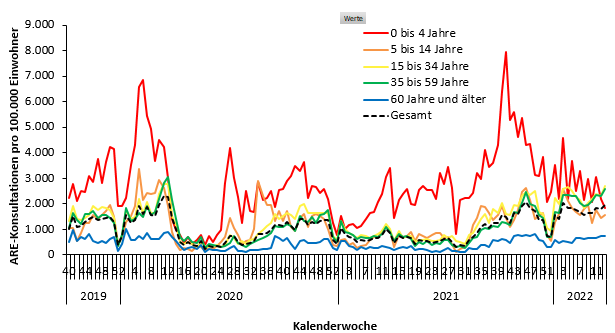 Werte
ARE-Konsultationen pro 100.000 Einwohner
9.000
8.000
7.000
6.000
5.000
4.000
3.000
2.000
1.000
0
0 bis 4 Jahre
5 bis 14 Jahre
15 bis 34 Jahre
35 bis 59 Jahre
60 Jahre und älter
Gesamt
40 44 48 52 4 8 12 16 20 24 28 32 36 40 44 48 52 3 7 11 15 19 23 27 31 35 39 43 47 51 3 7 11
2019 2020 2021 2022
Kalenderwoche